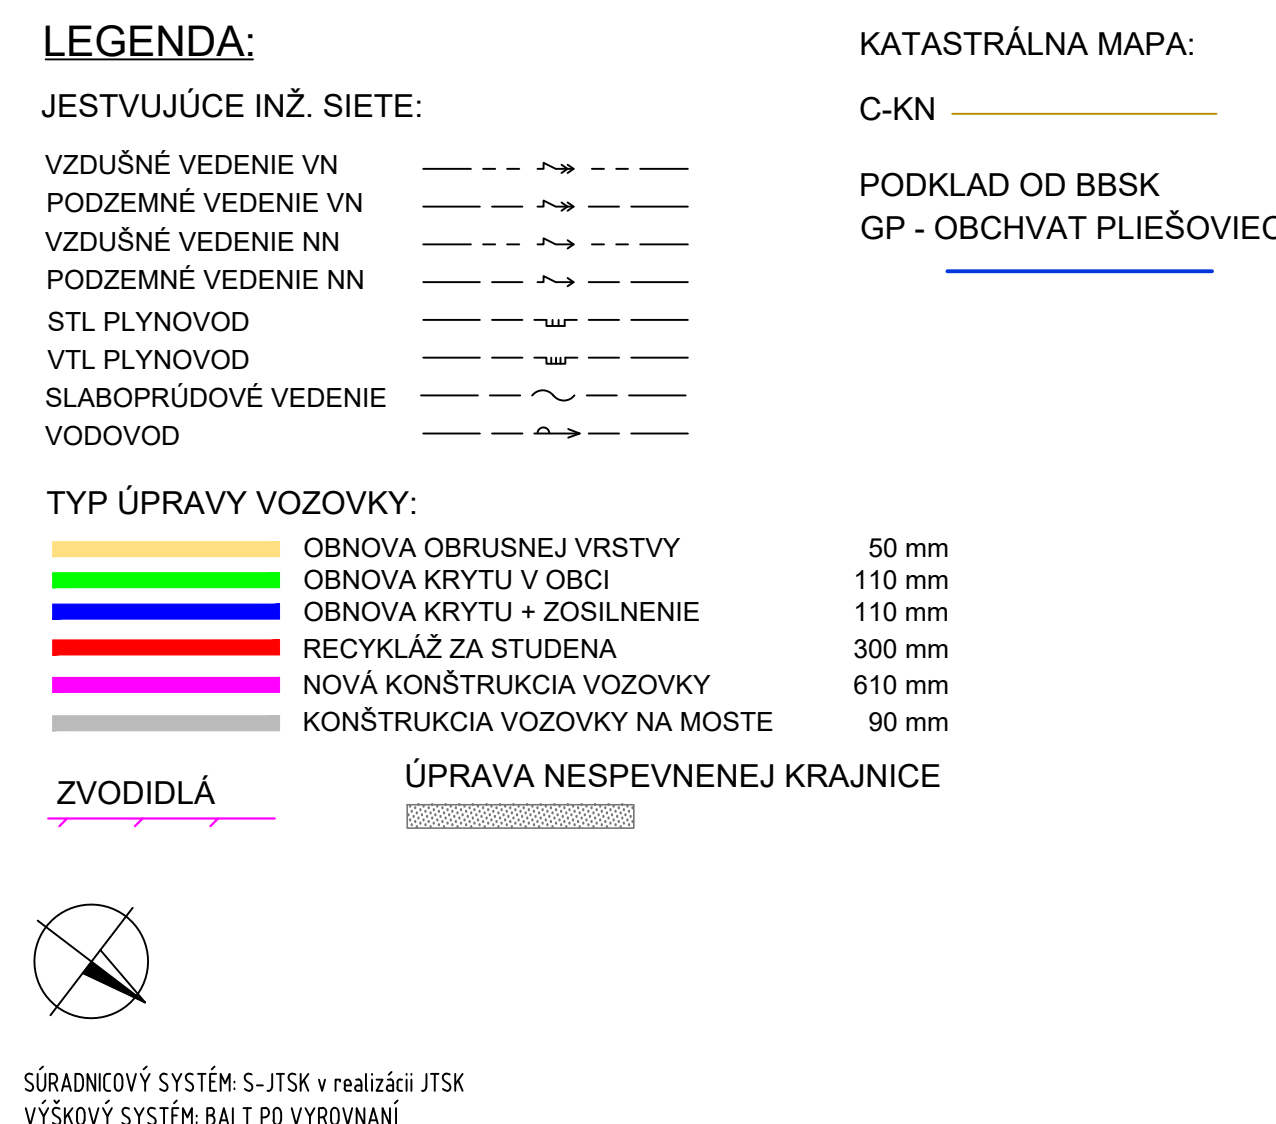 LEGENDA:
JESTVUJÚCE INŽ. SIETE:
VZDUŠNÉ VEDENIE VN
PODZEMNÉ VEDENIE VN
VZDUŠNÉ VEDENIE NN
PODZEMNÉ VEDENIE NN
STL PLYNOVOD
VTL PLYNOVOD
SLABOPRÚDOVÉ VEDENIE
VODOVOD
KATASTRÁLNA MAPA:
C-KN
PODKLAD OD BBSK
GP - OBCHVAT PLIEŠOVIEC
TYP ÚPRAVY VOZOVKY:
OBNOVA OBRUSNEJ VRSTVY 50 mm
OBNOVA KRYTU V OBCI 110 mm
OBNOVA KRYTU + ZOSILNENIE 110 mm
RECYKLÁŽ ZA STUDENA 300 mm
NOVÁ KONŠTRUKCIA VOZOVKY 610 mm
KONŠTRUKCIA VOZOVKY NA MOSTE 90 mm
ZVODIDLÁ
ÚPRAVA NESPEVNENEJ KRAJNICE
SÚRADNICOVÝ SYSTÉM: S-JTSK v realizácii JTSK
VÝŠKOVÝ SYSTÉM: BALT PO VYROVNANÍ